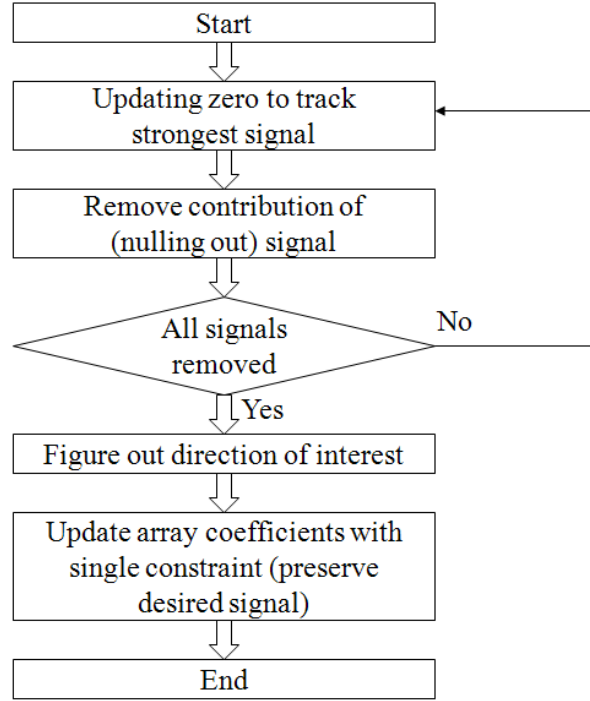 Start
Updating zero to track
strongest signal
Remove contribution of
(nulling out) signal
All signals
removed
No
Yes
Figure out direction of interest
Update array coefficients with
single constraint (preserve
desired signal)
End